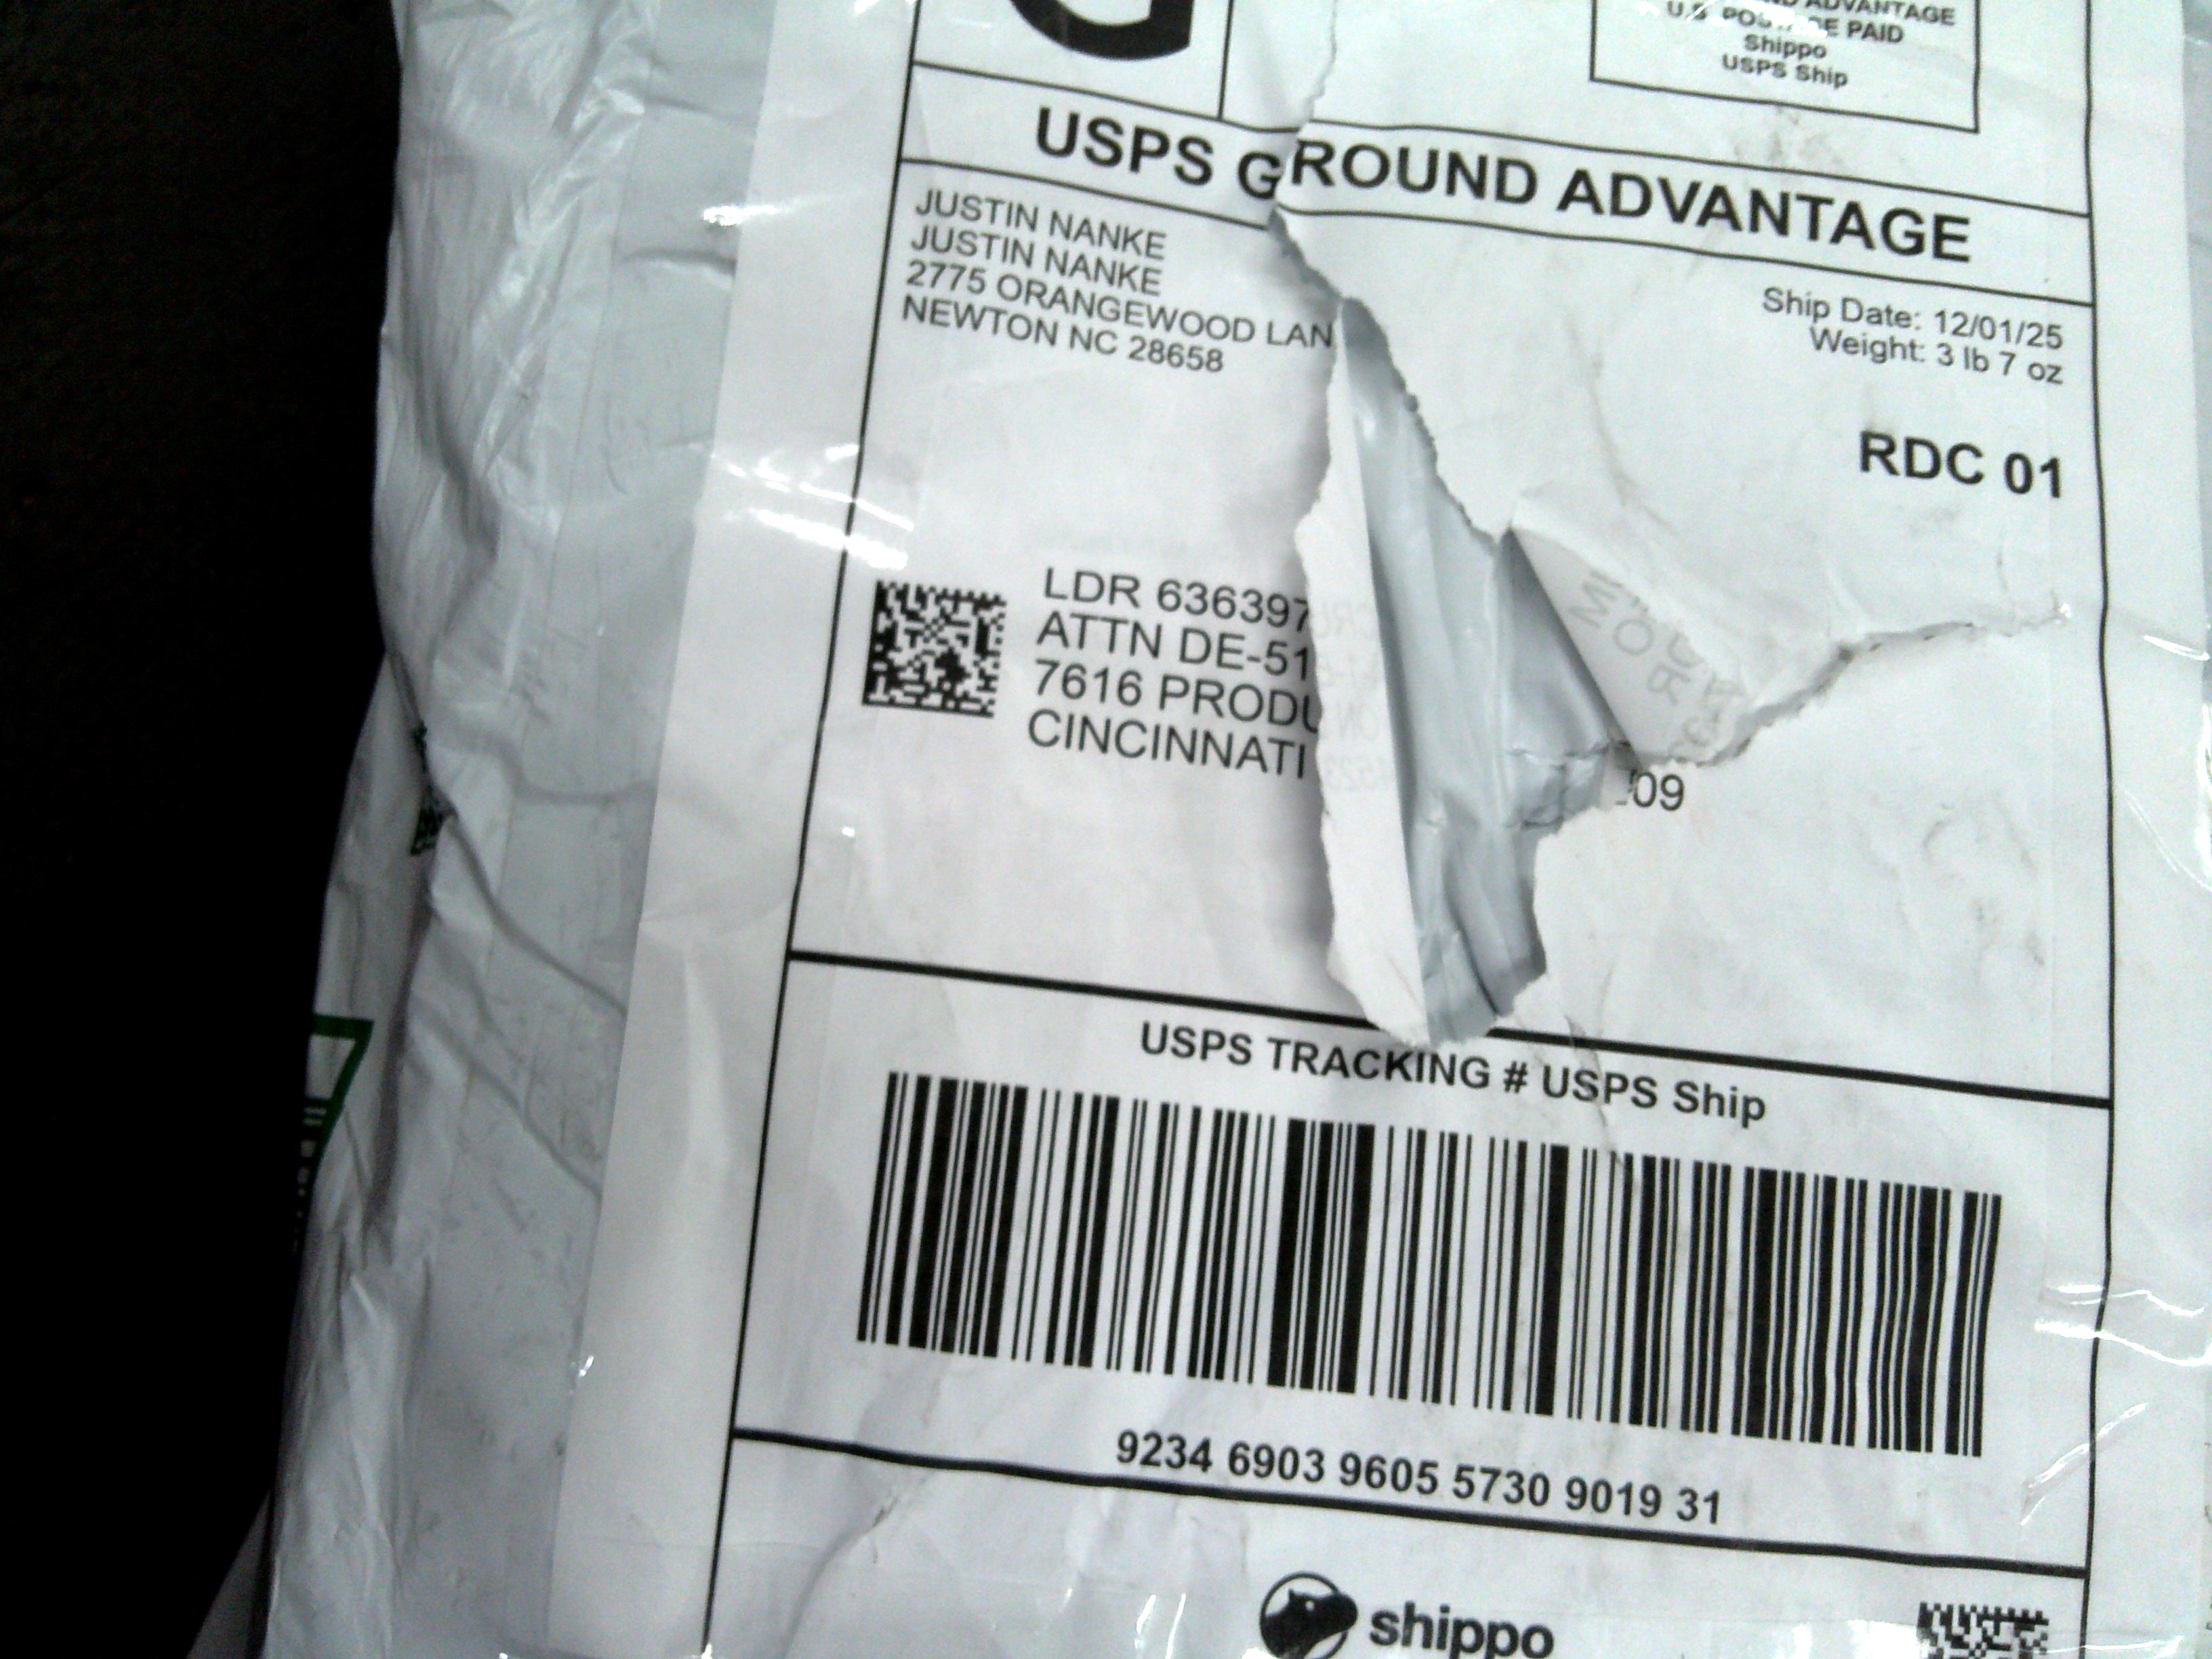 G
ADVANTAGE
U.S. POSTAGE PAID
Shippo
USPS Ship
USPS GROUND ADVANTAGE
JUSTIN NANKE
JUSTIN NANKE
2775 ORANGEWOOD LAN
NEWTON NC 28658
Ship Date: 12/01/25
Weight: 3 lb 7 oz
RDC 01
LDR 636397
ATTN DE-51
7616 PRODU
CINCINNATI
09
USPS TRACKING # USPS Ship
9234 6903 9605 5730 9019 31
shippo